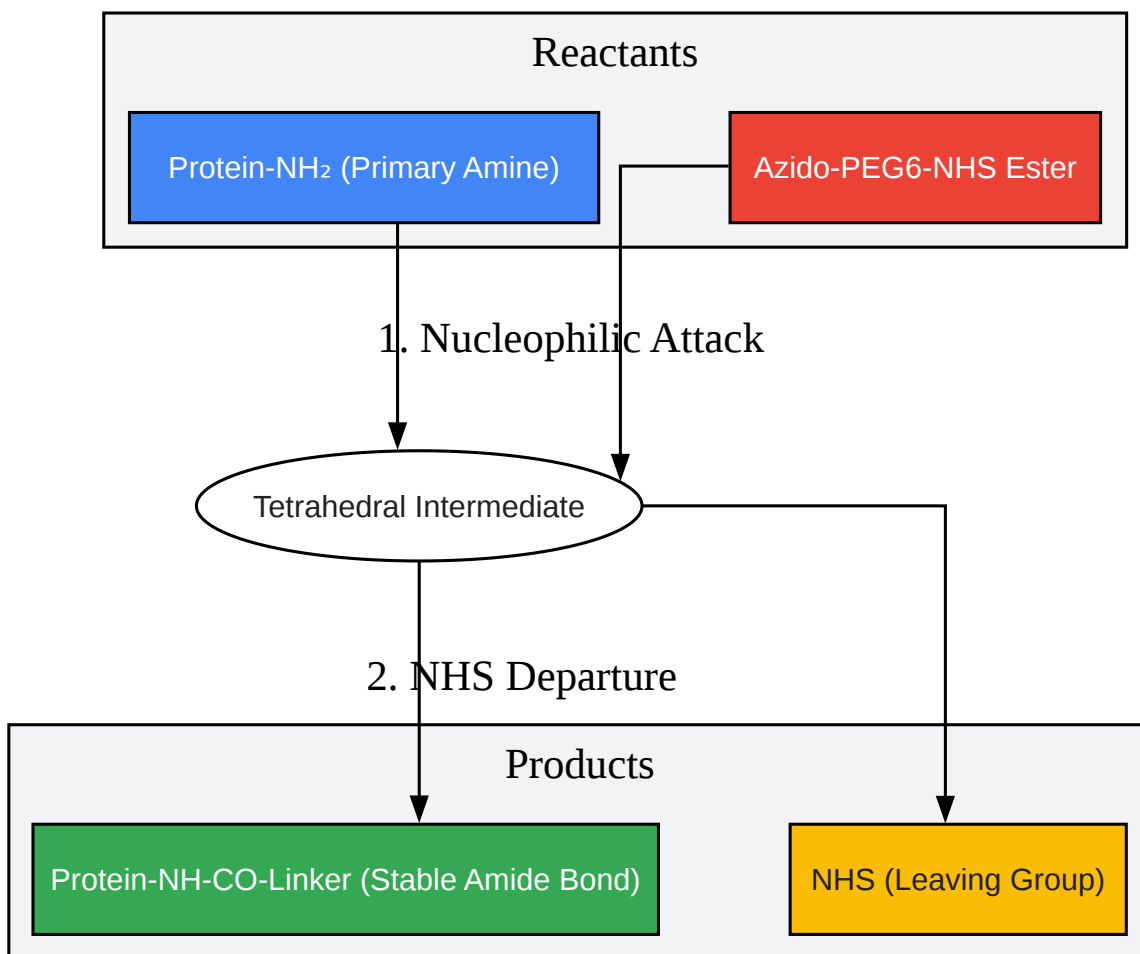 Reactants
Protein-NH₂ (Primary Amine)
Azido-PEG6-NHS Ester
1. Nucleophilic Attack
Tetrahedral Intermediate
2. NHS Departure
Products
Protein-NH-CO-Linker (Stable Amide Bond)
NHS (Leaving Group)